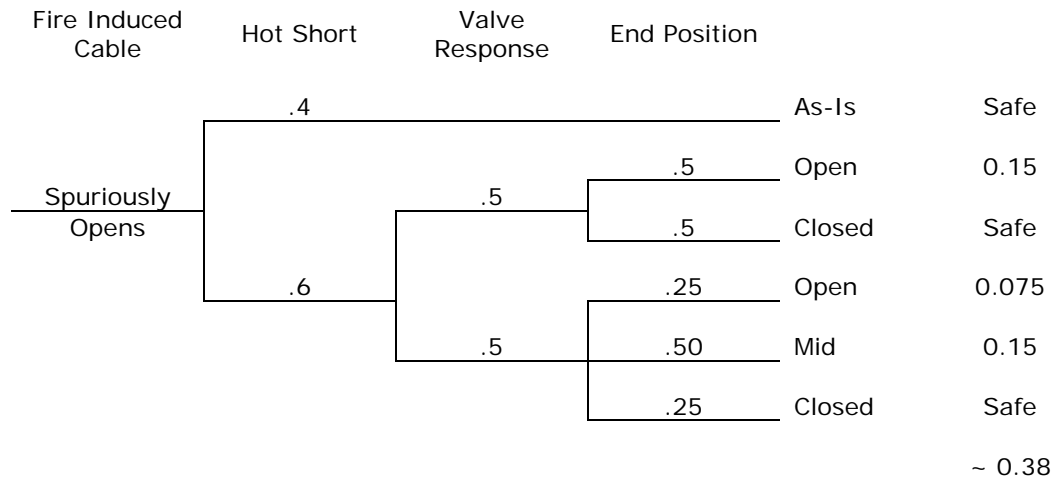 Fire Induced
Cable
Hot Short
Valve
Response
End Position
.4
As-Is
Safe
.5
Open
0.15
Spuriously
Opens
.5
.5
Closed
Safe
.6
.25
Open
0.075
.5
.50
Mid
0.15
.25
Closed
Safe
~ 0.38